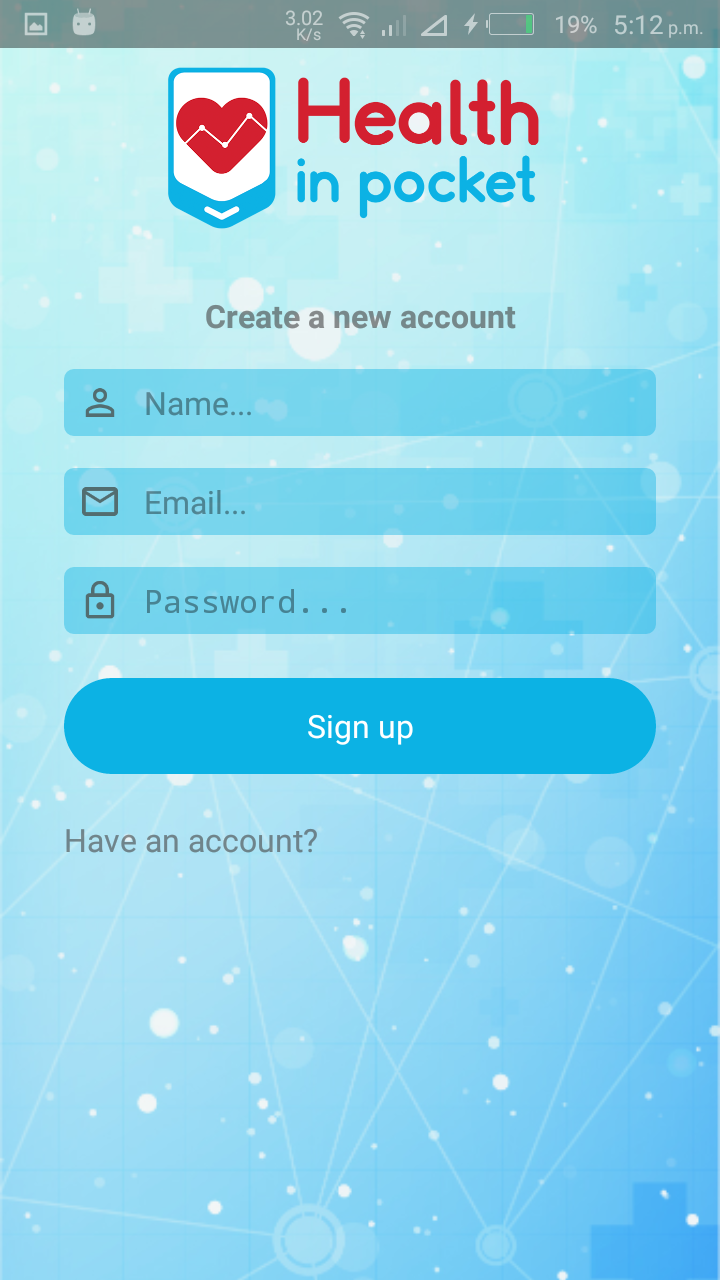 3.02
K/s
19% 5:12 p.m.
Health
in pocket
Create a new account
Name...
Email...
Password...
Sign up
Have an account?